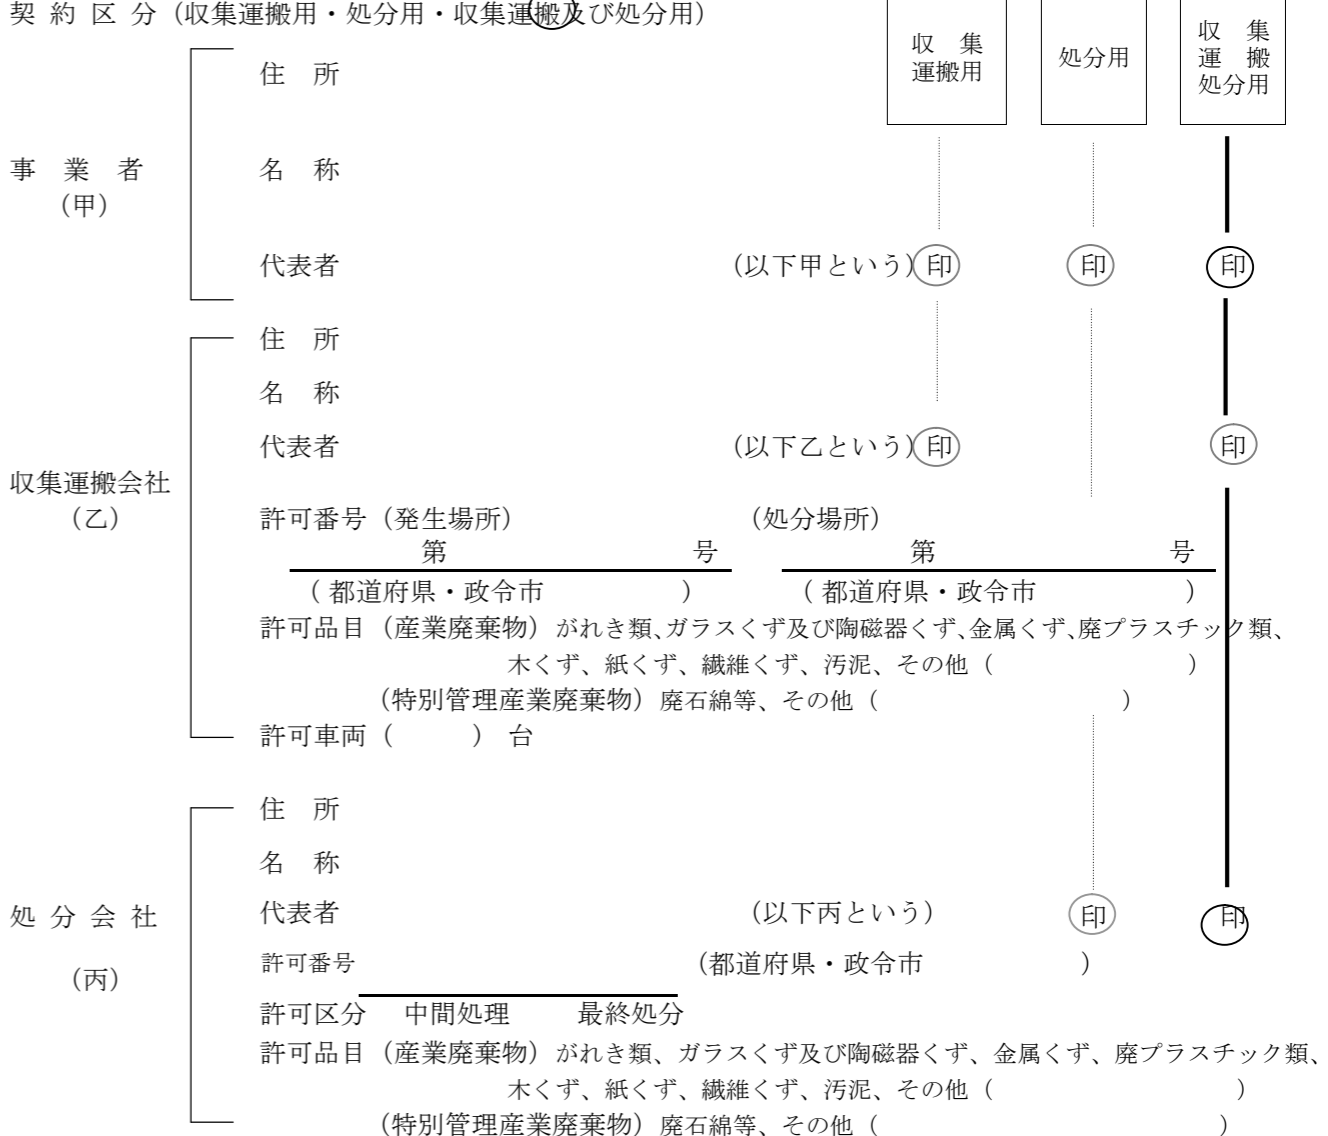 契 約 区 分（収集運搬用・処分用・収集運搬及び処分用）
収 集
運搬用
処分用
収 集
運 搬
処分用
住 所
事 業 者
（甲）
名 称
代表者 （以下甲という）印 印 印
住 所
名 称
代表者 （以下乙という）印 印
収集運搬会社
（乙）
許可番号（発生場所） （処分場所）
第 号 第 号
（ 都道府県・政令市 ） （ 都道府県・政令市 ）
許可品目（産業廃棄物）がれき類、ガラスくず及び陶磁器くず、金属くず、廃プラスチック類、
木くず、紙くず、繊維くず、汚泥、その他（ ）
（特別管理産業廃棄物）廃石綿等、その他（ ）
許可車両（ ） 台
住 所
名 称
処 分 会 社
（丙）
代表者 （以下丙という） 印 印
許可番号 （都道府県・政令市 ）
許可区分 中間処理 最終処分
許可品目（産業廃棄物）がれき類、ガラスくず及び陶磁器くず、金属くず、廃プラスチック類、
木くず、紙くず、繊維くず、汚泥、その他（ ）
（特別管理産業廃棄物）廃石綿等、その他（ ）